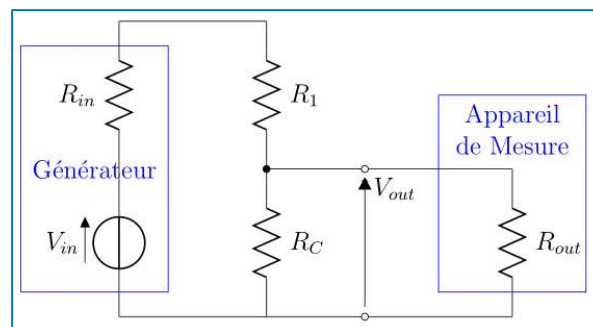 R_in
R_1
Appareil
de Mesure
Générateur
V_out
V_in
R_C
R_out